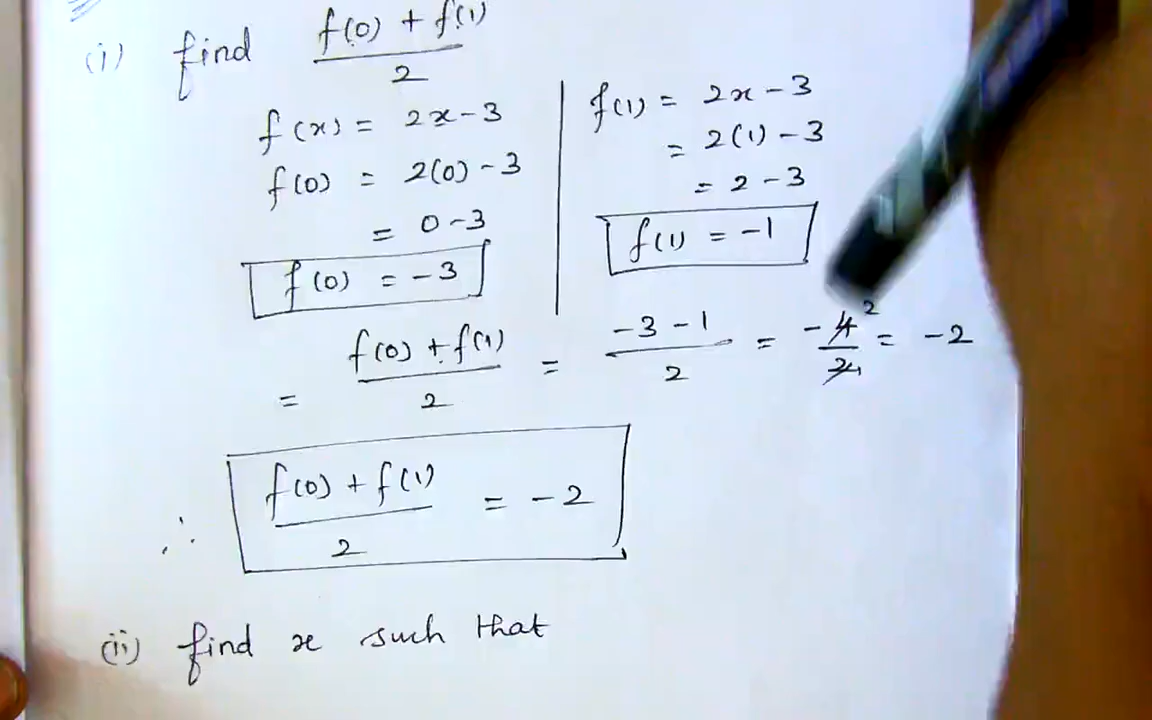 (i) find f(0) + f(1) / 2
f(x) = 2x - 3
f(0) = 2(0) - 3
= 0 - 3
f(0) = -3
f(1) = 2x - 3
= 2(1) - 3
= 2 - 3
f(1) = -1
= f(0) + f(1) / 2 = -3 - 1 / 2 = -4 2 / 2 1 = -2
∴ f(0) + f(1) / 2 = -2
(ii) find x such that